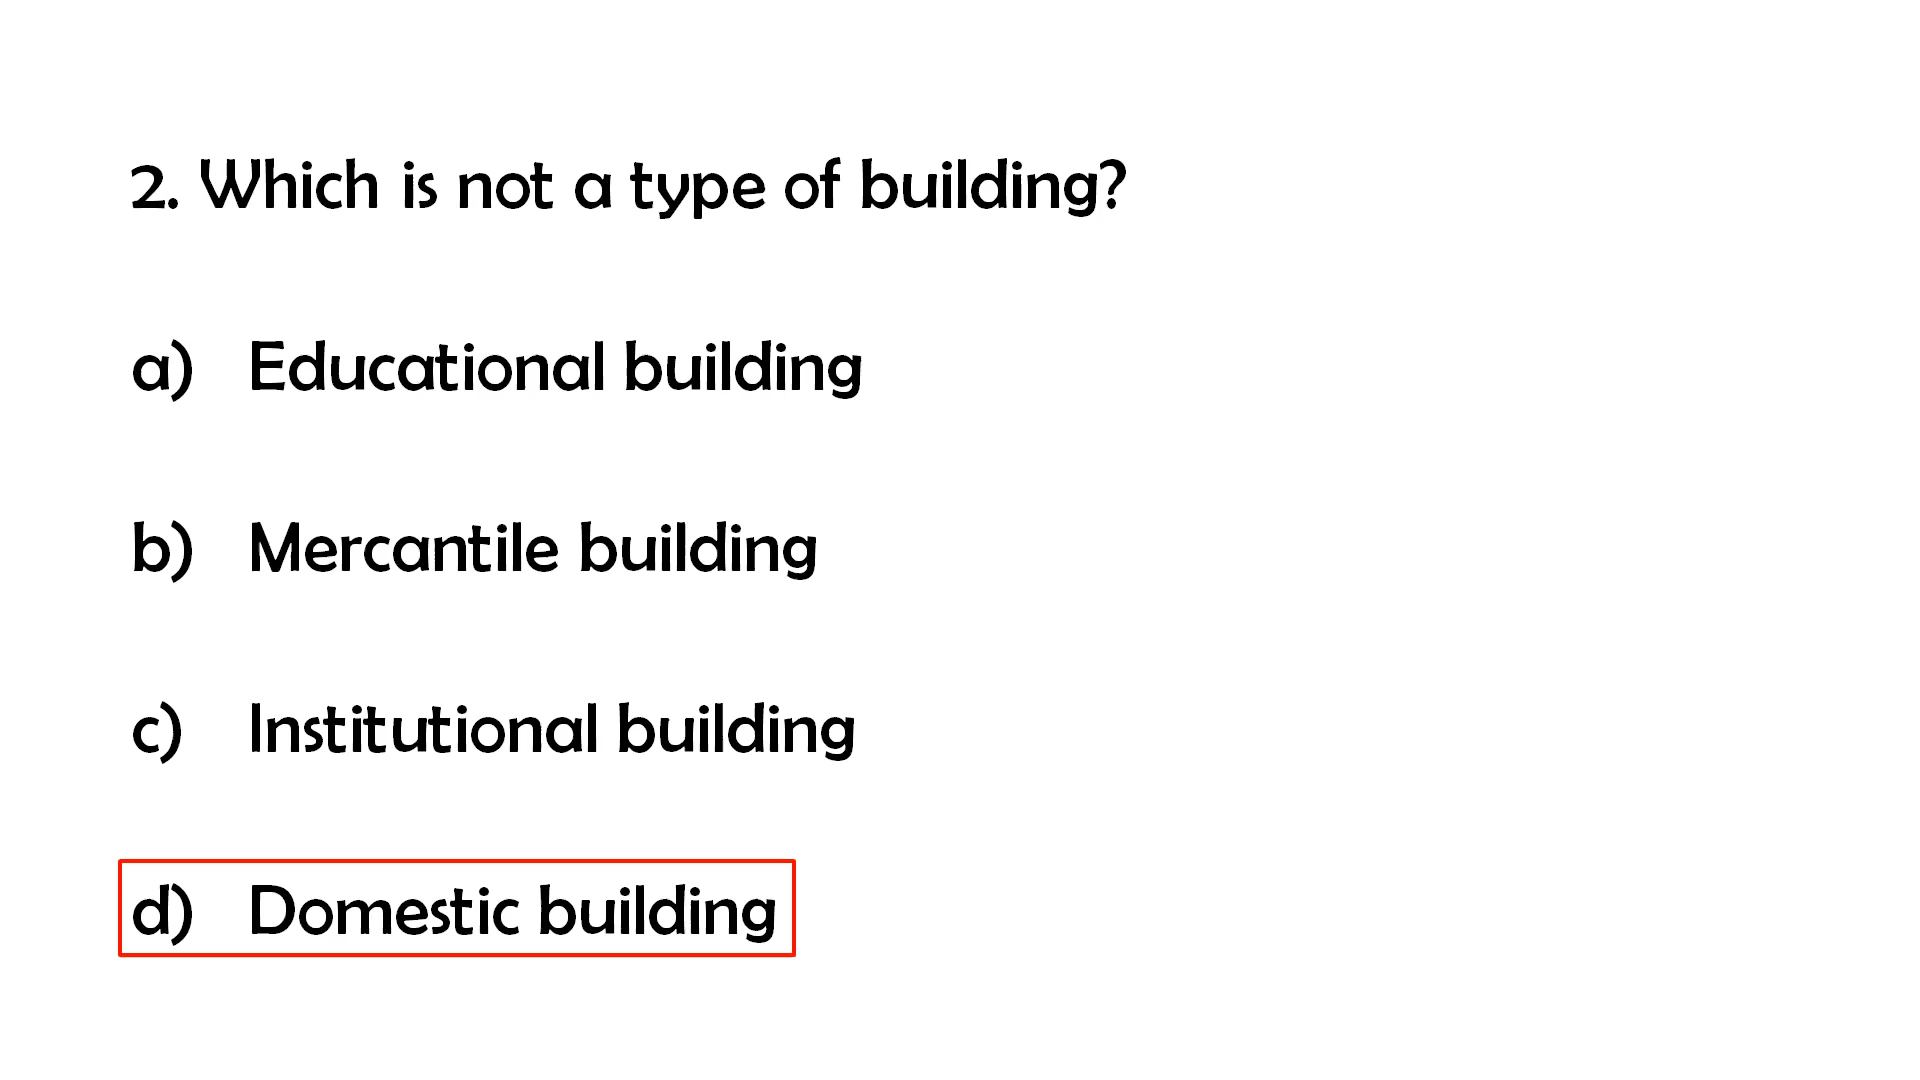 2. Which is not a type of building?
a) Educational building
b) Mercantile building
c) Institutional building
d) Domestic building